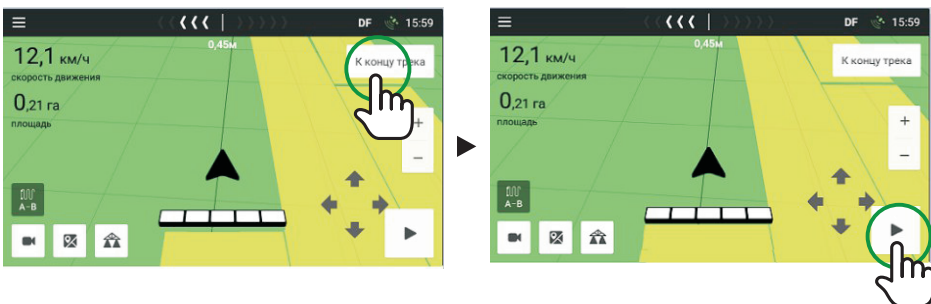 DF 15:59
0,45м
12,1 км/ч
скорость движения
К концу трека
0,21 га
площадь
+
−
A-B
DF 15:59
0,45м
12,1 км/ч
скорость движения
К концу трека
0,21 га
площадь
+
−
A-B